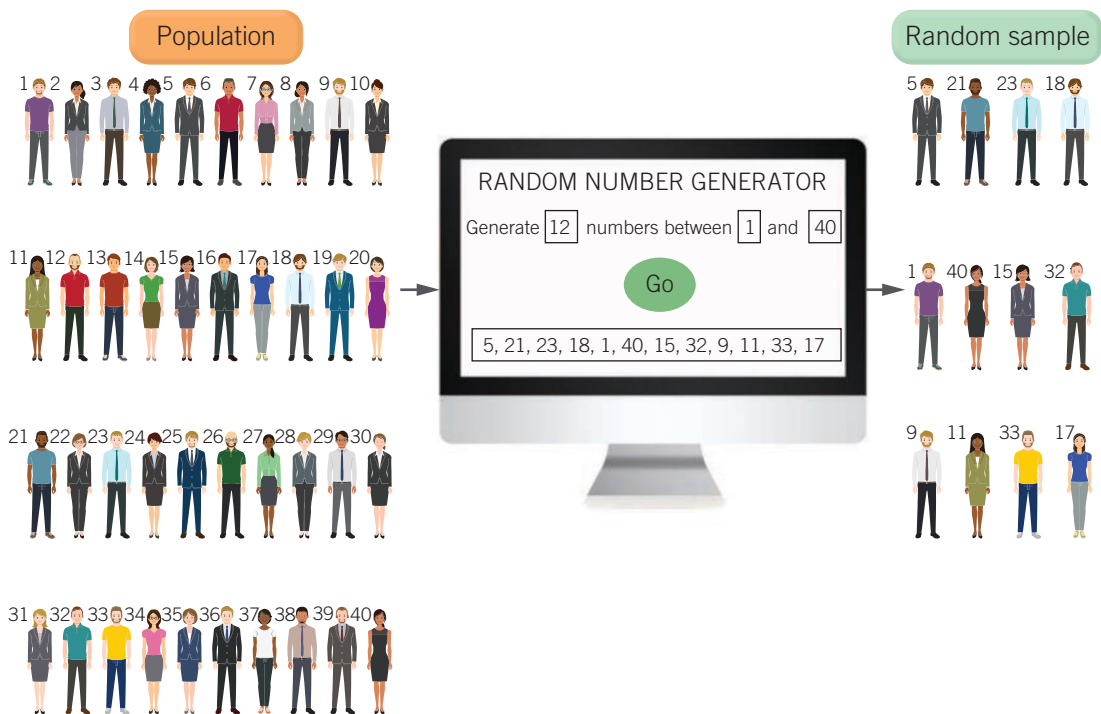 Population
1 2 3 4 5 6 7 8 9 10
11 12 13 14 15 16 17 18 19 20
21 22 23 24 25 26 27 28 29 30
31 32 33 34 35 36 37 38 39 40
RANDOM NUMBER GENERATOR
Generate 12 numbers between 1 and 40
Go
5, 21, 23, 18, 1, 40, 15, 32, 9, 11, 33, 17
Random sample
5 21 23 18
1 40 15 32
9 11 33 17